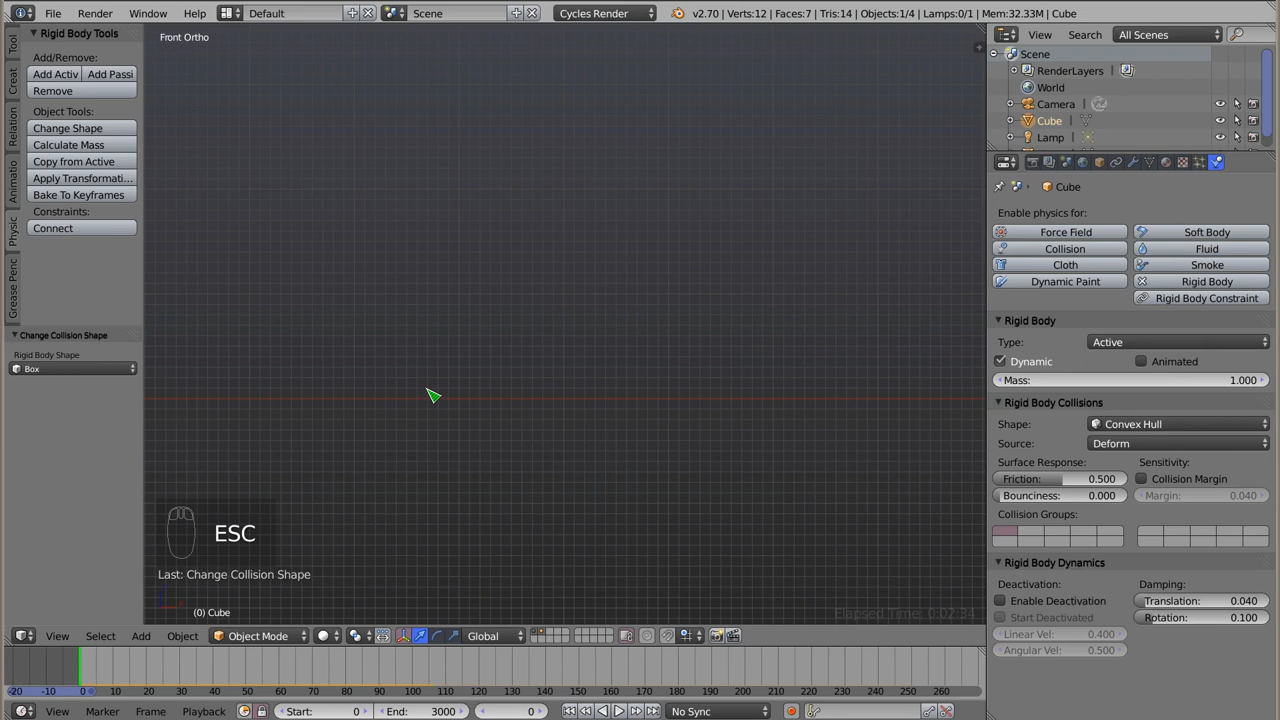 File Render Window Help Default Scene Cycles Render v2.70 | Verts:12 | Faces:7 | Tris:14 | Objects:1/4 | Lamps:0/1 | Mem:32.33M | Cube
Rigid Body Tools
Add/Remove:
Add Activ Add Passi
Remove
Object Tools:
Change Shape
Calculate Mass
Copy from Active
Apply Transformati...
Bake To Keyframes
Constraints:
Connect
Tool
Creat
Relation
Animatio
Physic
Grease Penc
Change Collision Shape
Rigid Body Shape
Box
Front Ortho
ESC
Last: Change Collision Shape
(0) Cube
Elapsed Time: 0:02:34
View Select Add Object Object Mode Global
-20 -10 0 10 20 30 40 50 60 70 80 90 100 110 120 130 140 150 160 170 180 190 200 210 220 230 240 250 260
View Marker Frame Playback Start: 0 End: 3000 0 No Sync
View Search All Scenes
Scene
RenderLayers
World
Camera
Cube
Lamp
Cube
Enable physics for:
Force Field Soft Body
Collision Fluid
Cloth Smoke
Dynamic Paint Rigid Body
Rigid Body Constraint
Rigid Body
Type: Active
Dynamic Animated
Mass: 1.000
Rigid Body Collisions
Shape: Convex Hull
Source: Deform
Surface Response: Sensitivity:
Friction: 0.500 Collision Margin
Bounciness: 0.000 Margin: 0.040
Collision Groups:
Rigid Body Dynamics
Deactivation: Damping:
Enable Deactivation Translation: 0.040
Start Deactivated Rotation: 0.100
Linear Vel: 0.400
Angular Vel: 0.500